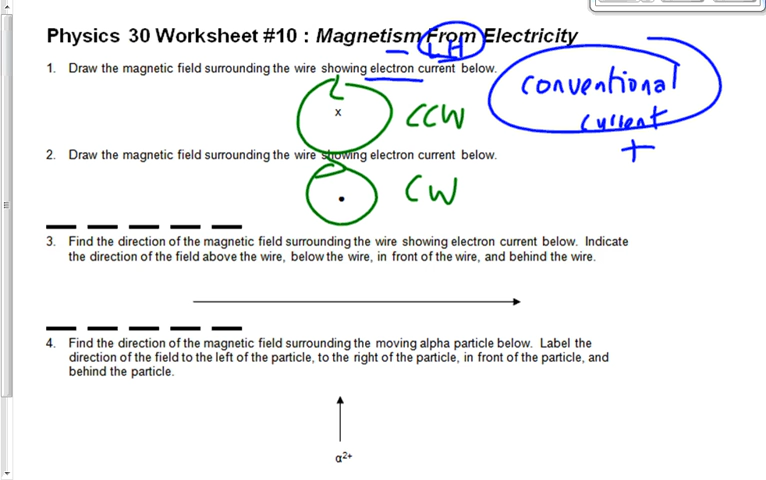 Physics 30 Worksheet #10 : Magnetism From Electricity
LH
1. Draw the magnetic field surrounding the wire showing electron current below.
conventional
current
+
x
CCW
2. Draw the magnetic field surrounding the wire showing electron current below.
CW
3. Find the direction of the magnetic field surrounding the wire showing electron current below. Indicate
the direction of the field above the wire, below the wire, in front of the wire, and behind the wire.
4. Find the direction of the magnetic field surrounding the moving alpha particle below. Label the
direction of the field to the left of the particle, to the right of the particle, in front of the particle, and
behind the particle.
α²⁺